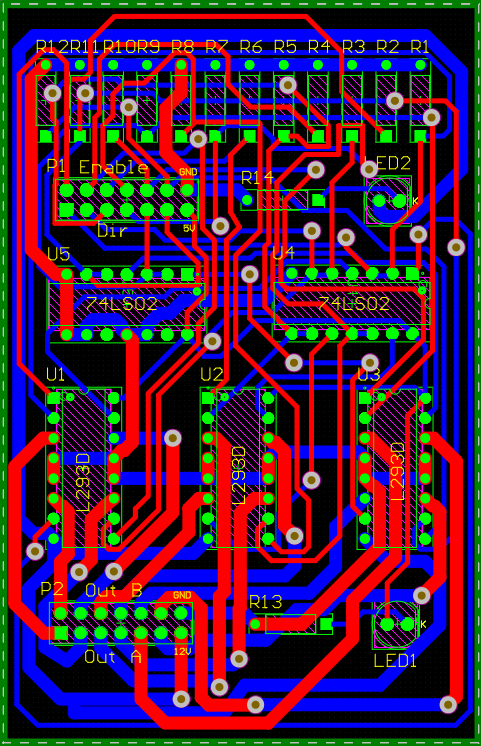 R12 R11 R10 R9 R8 R7 R6 R5 R4 R3 R2 R1
P1 Enable GND R14 ED2
K
Dir 5V
U5 U4
74LS02 74LS02
U1 U2 U3
L293D L293D L293D
P2 Out B GND R13
K
Out A 12V LED1